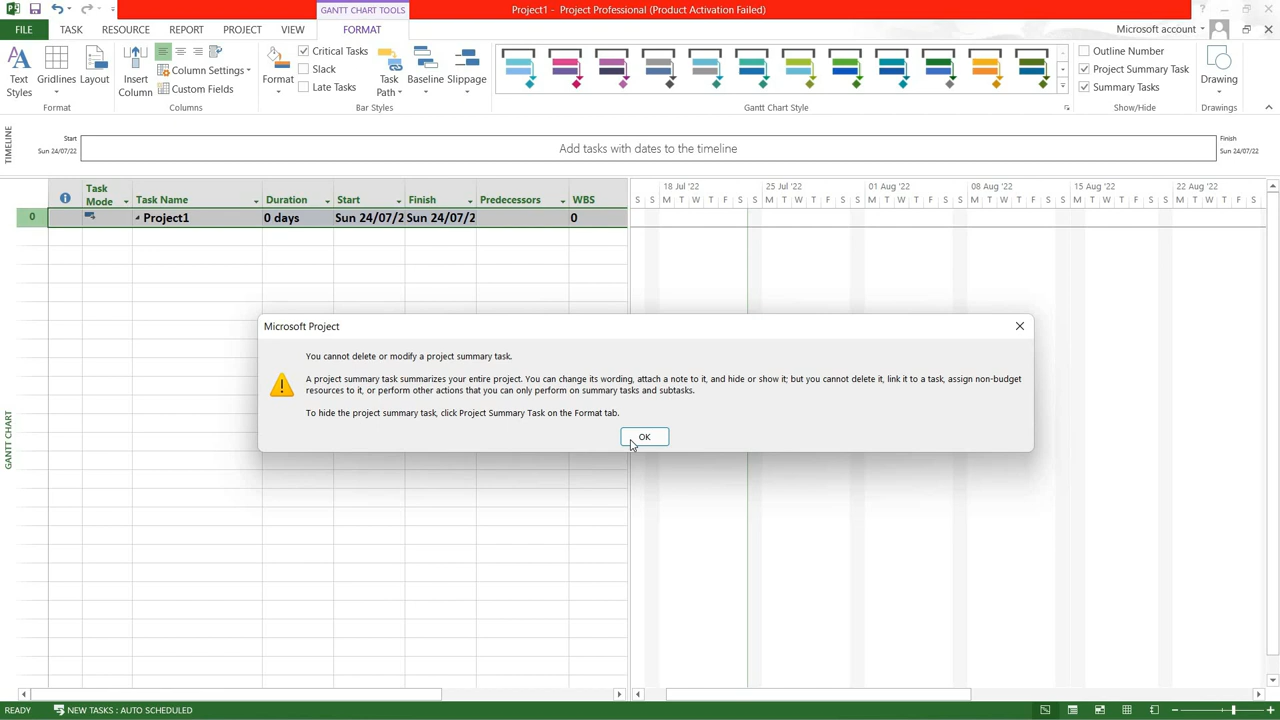 GANTT CHART TOOLS
Project1 - Project Professional (Product Activation Failed)
FILE TASK RESOURCE REPORT PROJECT VIEW FORMAT Microsoft account
Text Styles
Gridlines
Layout
Format
Insert Column
Column Settings
Custom Fields
Columns
Format
Critical Tasks
Slack
Late Tasks
Task Path
Baseline
Slippage
Bar Styles
Gantt Chart Style
Outline Number
Project Summary Task
Summary Tasks
Show/Hide
Drawing
Drawings
TIMELINE
Start
Sun 24/07/22
Add tasks with dates to the timeline
Finish
Sun 24/07/22
Task Mode Task Name Duration Start Finish Predecessors WBS
18 Jul '22 25 Jul '22 01 Aug '22 08 Aug '22 15 Aug '22 22 Aug '22
S S M T W T F S S M T W T F S S M T W T F S S M T W T F S S M T W T F S S M T W T F S
0 Project1 0 days Sun 24/07/2 Sun 24/07/2 0
GANTT CHART
Microsoft Project
You cannot delete or modify a project summary task.
A project summary task summarizes your entire project. You can change its wording, attach a note to it, and hide or show it; but you cannot delete it, link it to a task, assign non-budget
resources to it, or perform other actions that you can only perform on summary tasks and subtasks.
To hide the project summary task, click Project Summary Task on the Format tab.
OK
READY NEW TASKS : AUTO SCHEDULED